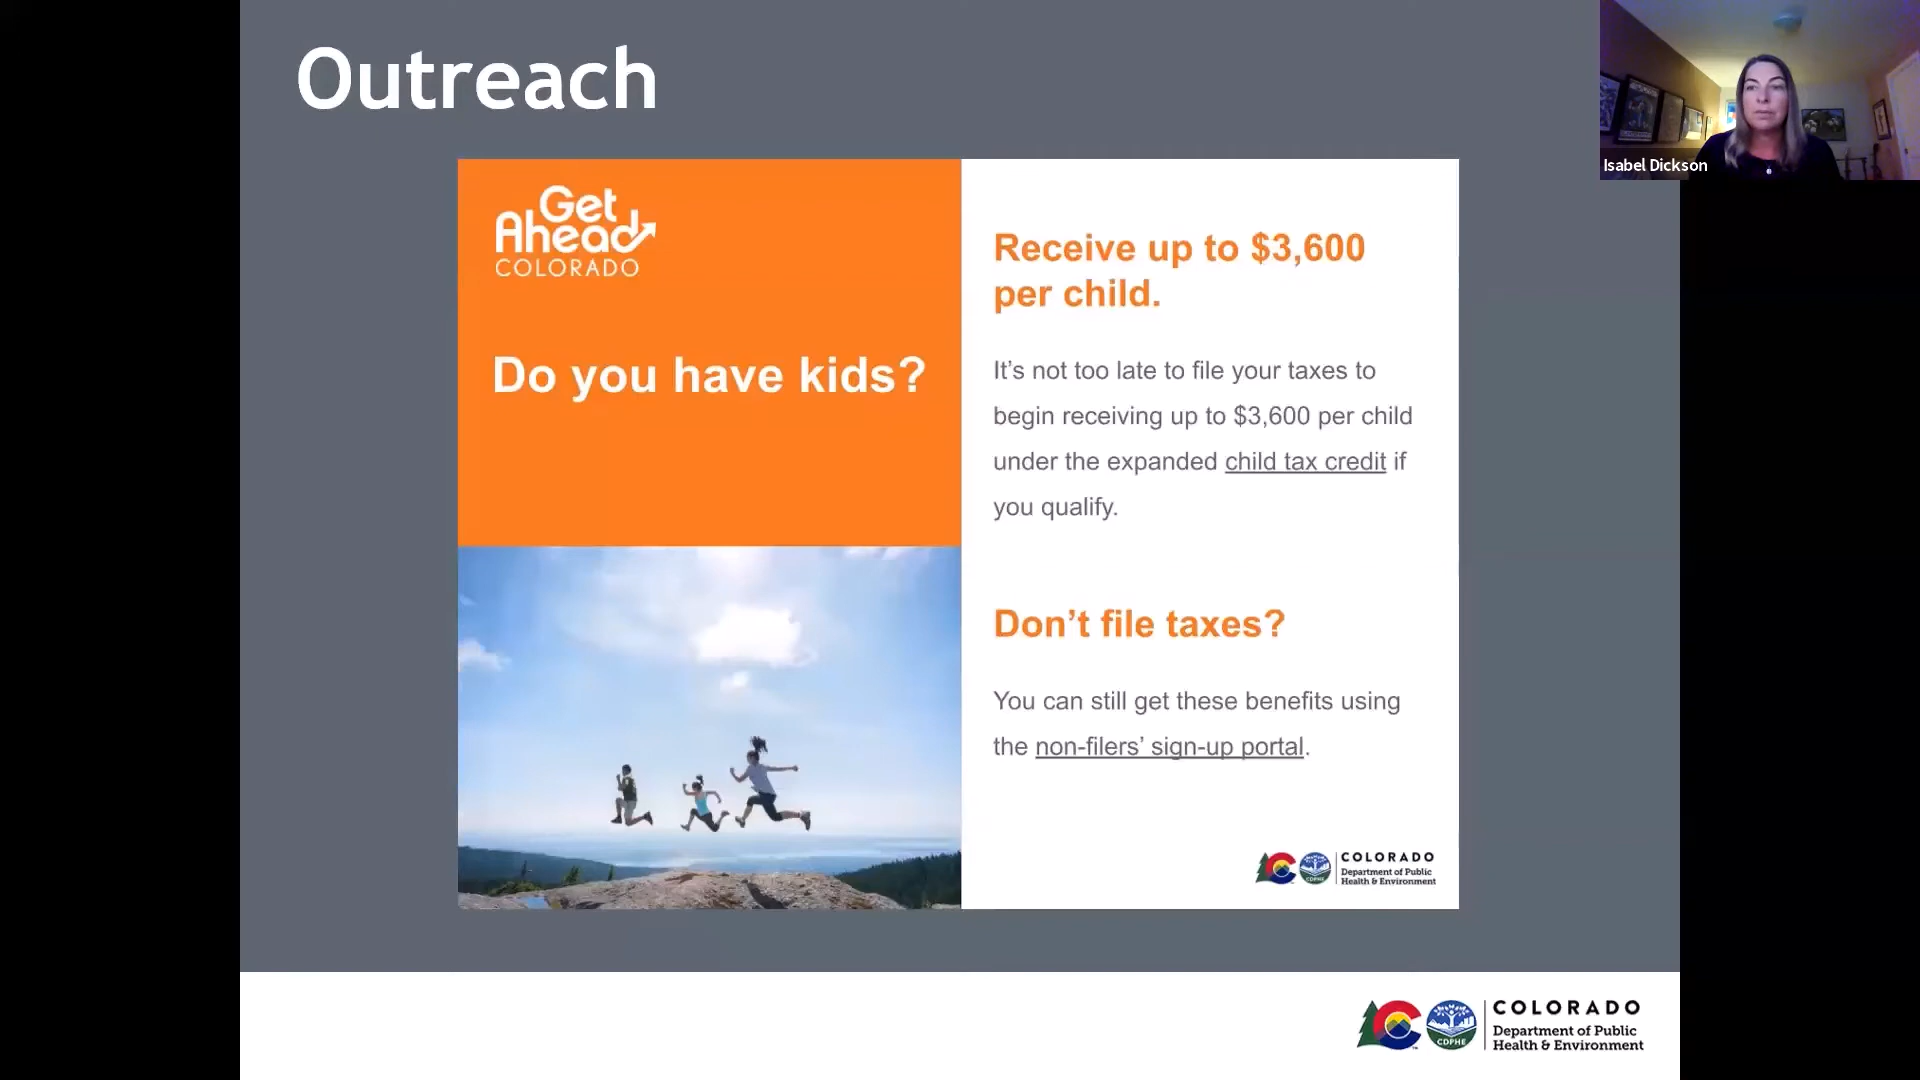 Outreach
Isabel Dickson
Get
Ahead
COLORADO
Do you have kids?
Receive up to $3,600
per child.
It’s not too late to file your taxes to
begin receiving up to $3,600 per child
under the expanded child tax credit if
you qualify.
Don’t file taxes?
You can still get these benefits using
the non-filers’ sign-up portal.
COLORADO
Department of Public
Health & Environment
CDPHE
COLORADO
Department of Public
Health & Environment
CDPHE